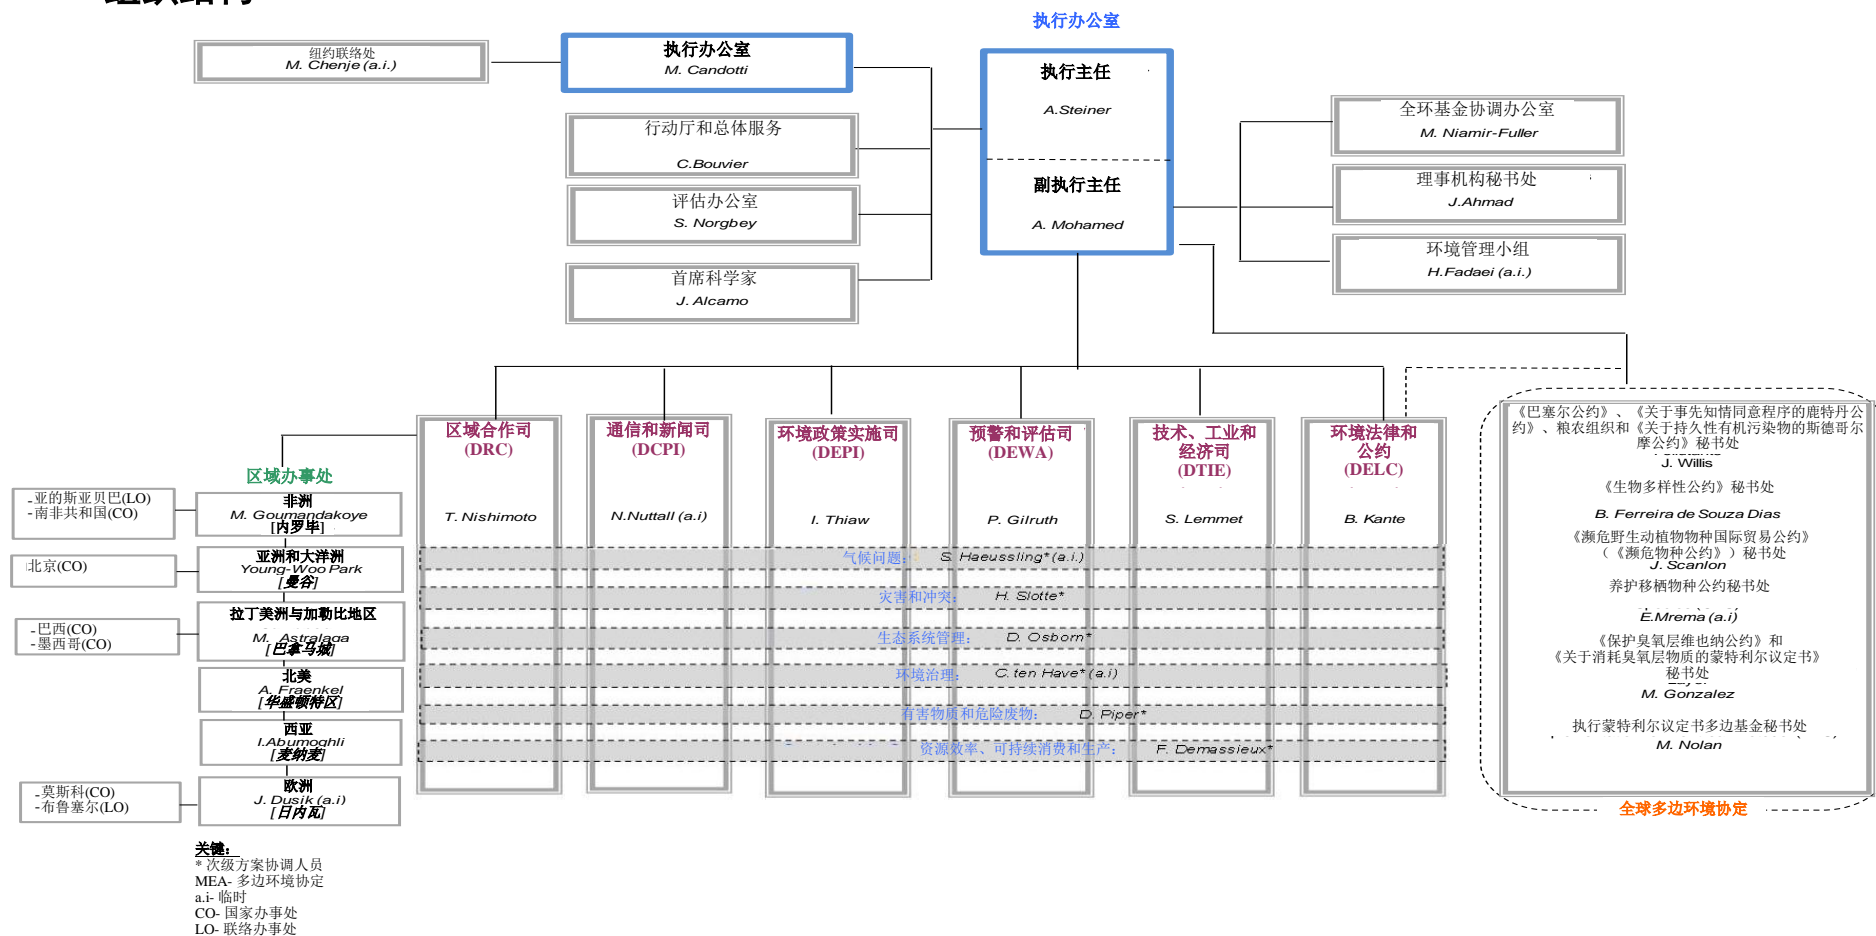 组织结构
执行办公室
纽约联络处
M. Chenje (a.i.)
执行办公室
M. Candotti
行动厅和总体服务
C.Bouvier
评估办公室
S. Norgbey
首席科学家
J. Alcamo
执行主任
A.Steiner
副执行主任
A. Mohamed
全环基金协调办公室
M. Niamir-Fuller
理事机构秘书处
J.Ahmad
环境管理小组
H.Fadaei (a.i.)
区域合作司
(DRC)
T. Nishimoto
通信和新闻司
(DCPI)
N.Nuttall (a.i)
环境政策实施司
(DEPI)
I. Thiaw
预警和评估司
(DEWA)
P. Gilruth
技术、工业和
经济司
(DTIE)
S. Lemmet
环境法律和
公约
(DELC)
B. Kante
气候问题: S. Haeussling* (a.i.)
灾害和冲突: H. Slotte*
生态系统管理: D. Osborn*
环境治理: C. ten Have* (a.i)
有害物质和危险废物: D. Piper*
资源效率、可持续消费和生产: F. Demassieux*
区域办事处
-亚的斯亚贝巴(LO)
-南非共和国(CO)
非洲
M. Goumandakoye
[内罗毕]
北京(CO)
亚洲和大洋洲
Young-Woo Park
[曼谷]
-巴西(CO)
-墨西哥(CO)
拉丁美洲与加勒比地区
M. Astralaga
[巴拿马城]
北美
A. Fraenkel
[华盛顿特区]
西亚
I.Abumoghli
[麦纳麦]
-莫斯科(CO)
-布鲁塞尔(LO)
欧洲
J. Dusik (a.i)
[日内瓦]
《巴塞尔公约》、《关于事先知情同意程序的鹿特丹公
约》、粮农组织和《关于持久性有机污染物的斯德哥尔
摩公约》秘书处
J. Willis
《生物多样性公约》秘书处
B. Ferreira de Souza Dias
《濒危野生动植物物种国际贸易公约》
（《濒危物种公约》）秘书处
J. Scanlon
养护移栖物种公约秘书处
E.Mrema (a.i)
《保护臭氧层维也纳公约》和
《关于消耗臭氧层物质的蒙特利尔议定书》
秘书处
M. Gonzalez
执行蒙特利尔议定书多边基金秘书处
M. Nolan
全球多边环境协定
关键:
* 次级方案协调人员
MEA- 多边环境协定
a.i- 临时
CO- 国家办事处
LO- 联络办事处